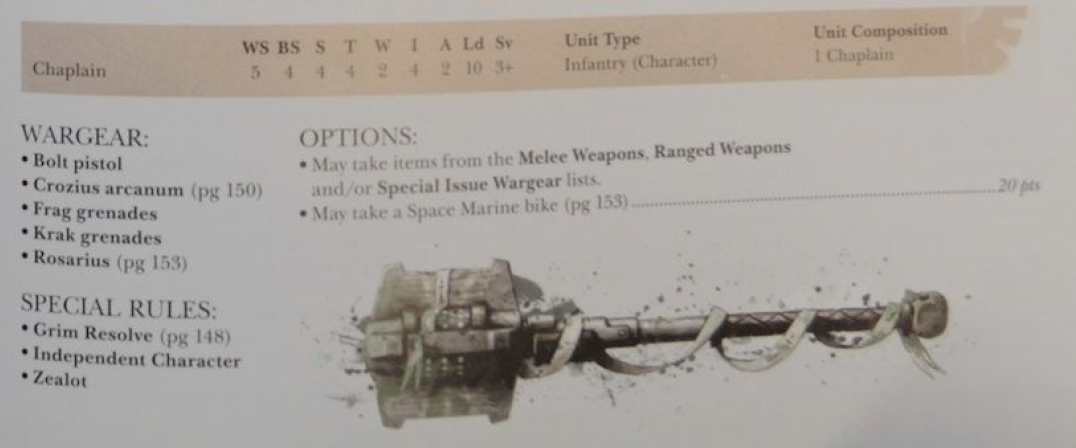 WS BS S T W I A Ld Sv Unit Type Unit Composition
Chaplain 5 4 4 4 2 4 2 10 3+ Infantry (Character) 1 Chaplain
WARGEAR:
• Bolt pistol
• Crozius arcanum (pg 150)
• Frag grenades
• Krak grenades
• Rosarius (pg 153)
SPECIAL RULES:
• Grim Resolve (pg 148)
• Independent Character
• Zealot
OPTIONS:
• May take items from the Melee Weapons, Ranged Weapons
and/or Special Issue Wargear lists.
• May take a Space Marine bike (pg 153) ........................................ 20 pts